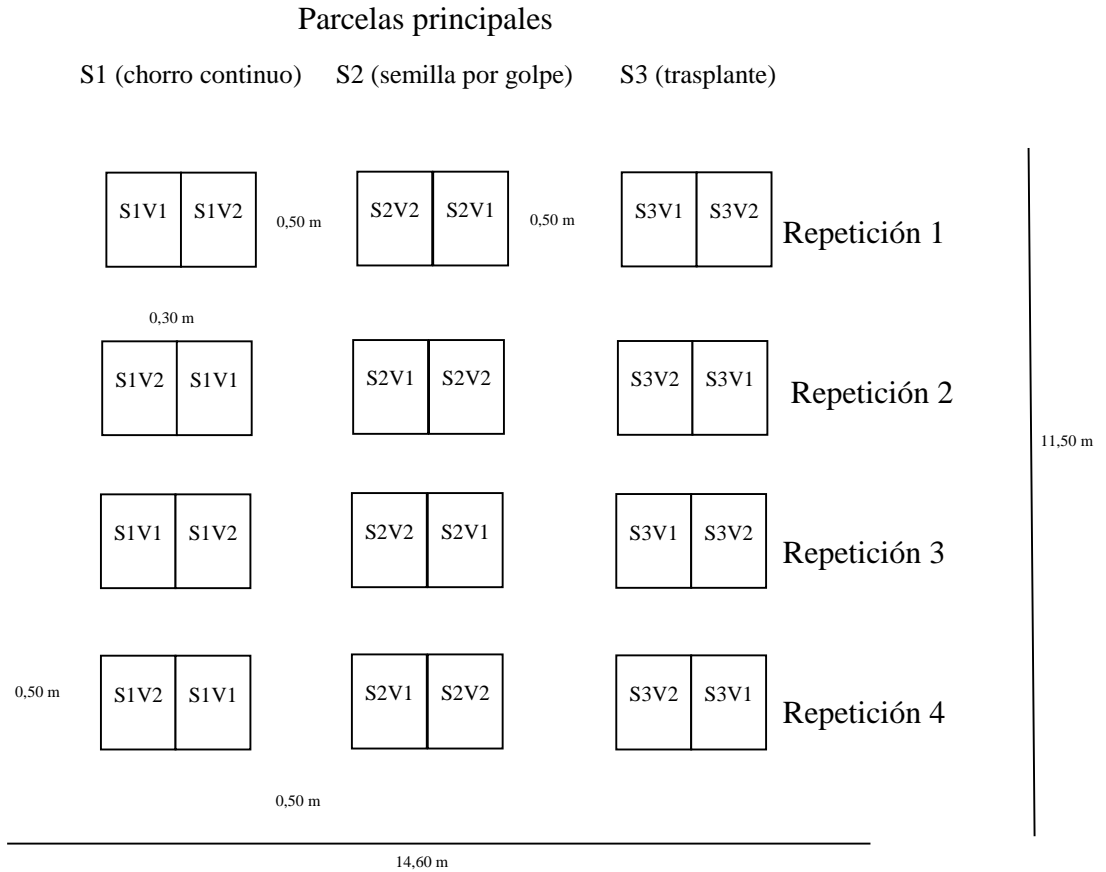 Parcelas principales
S1 (chorro continuo) S2 (semilla por golpe) S3 (trasplante)
S1V1 S1V2 0,50 m S2V2 S2V1 0,50 m S3V1 S3V2 Repetición 1
0,30 m
S1V2 S1V1 S2V1 S2V2 S3V2 S3V1 Repetición 2
11,50 m
S1V1 S1V2 S2V2 S2V1 S3V1 S3V2 Repetición 3
0,50 m S1V2 S1V1 S2V1 S2V2 S3V2 S3V1 Repetición 4
0,50 m
14,60 m